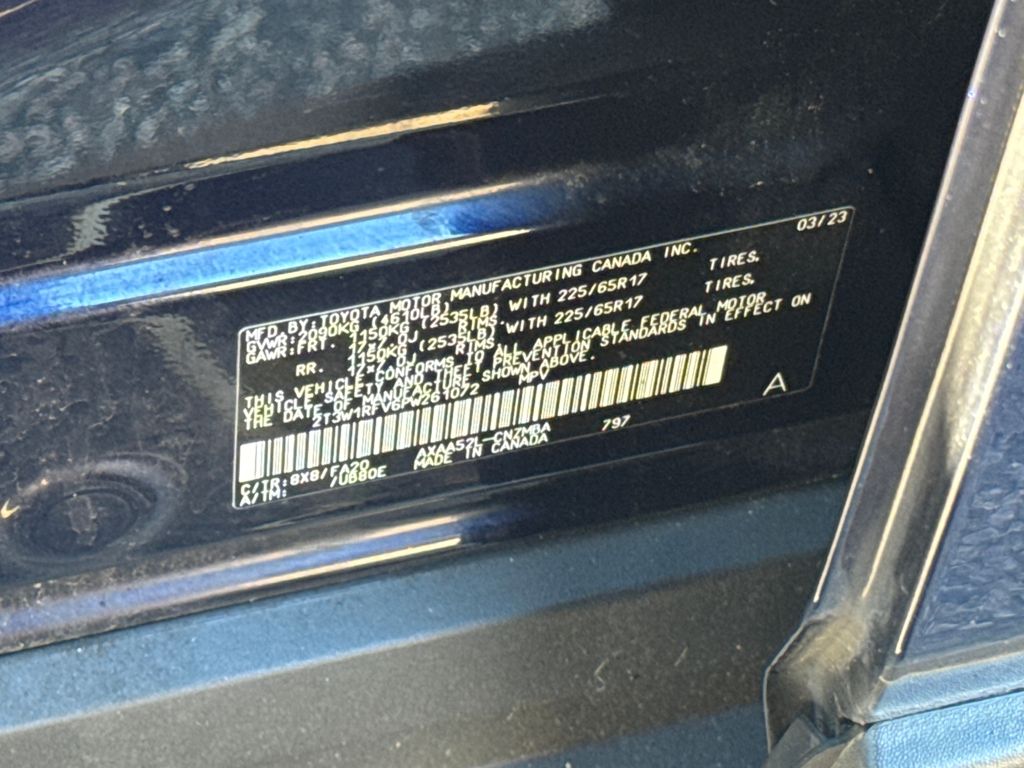 03/23
MFD.BY:TOYOTA MOTOR MANUFACTURING CANADA INC.
GVWR:2090KG (4610LB)
GAWR:FRT. 1150KG (2535LB) WITH 225/65R17 TIRES,
17x7.0J RIMS.
RR. 1150KG (2535LB) WITH 225/65R17 TIRES,
17x7.0J RIMS.
THIS VEHICLE CONFORMS TO ALL APPLICABLE FEDERAL MOTOR
VEHICLE SAFETY AND THEFT PREVENTION STANDARDS IN EFFECT ON
THE DATE OF MANUFACTURE SHOWN ABOVE.
2T3W1RFV6PW261072 MPV
A
C/TR:8X8/FA20 AXAA52L-CNZMBA 797
A/TM: /UB80E MADE IN CANADA